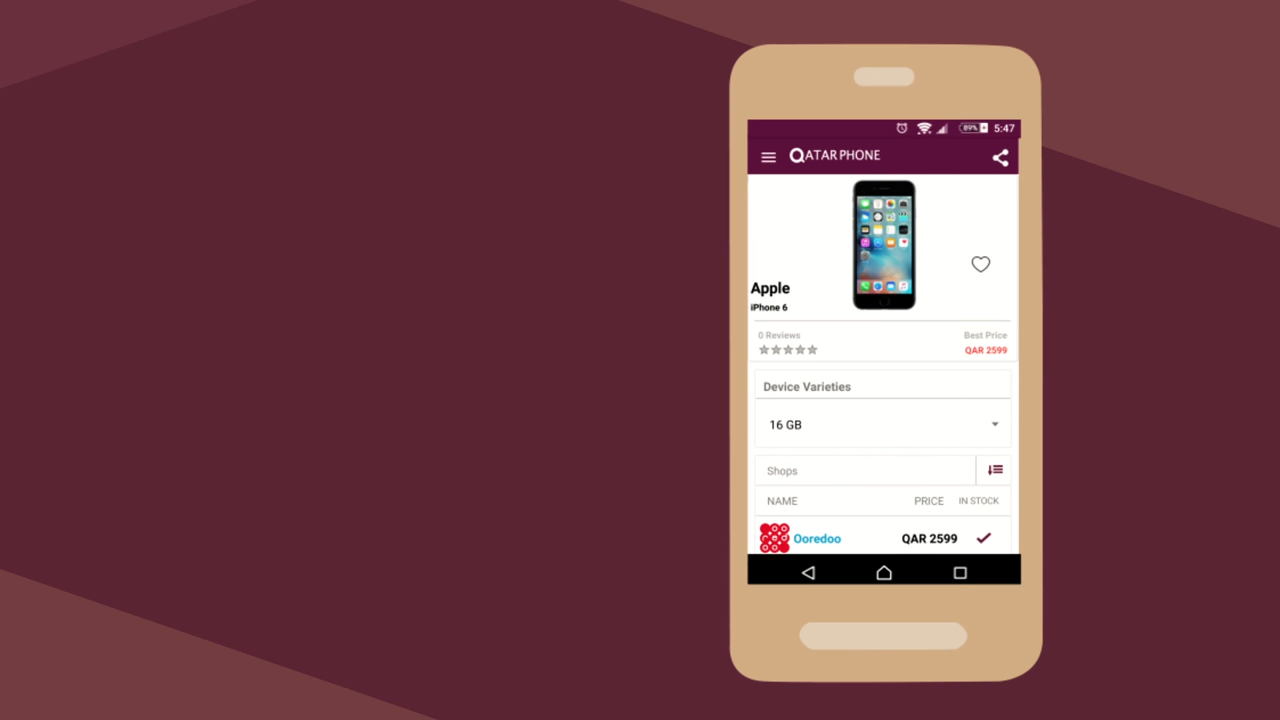 89% 5:47
QATAR PHONE
Apple
iPhone 6
0 Reviews Best Price
QAR 2599
Device Varieties
16 GB
Shops
NAME PRICE IN STOCK
Ooredoo QAR 2599